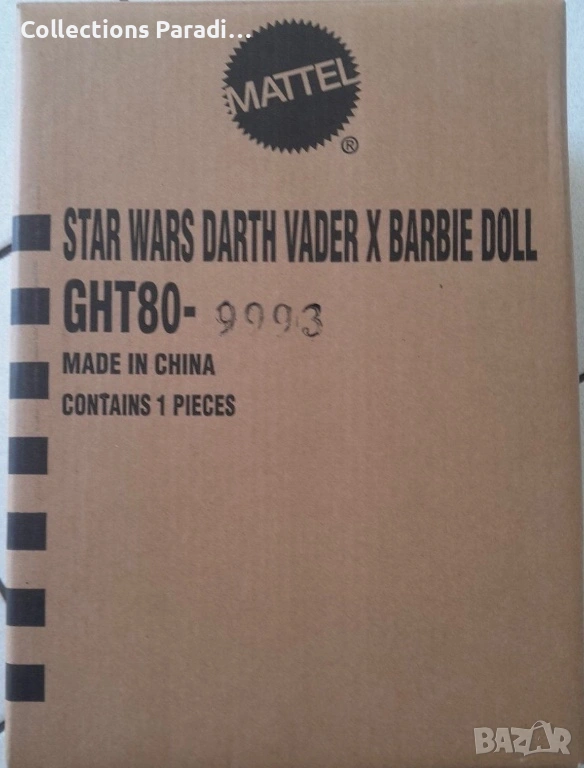 Collections Paradi...
MATTEL
®
STAR WARS DARTH VADER X BARBIE DOLL
GHT80- 9993
MADE IN CHINA
CONTAINS 1 PIECES
BAZAR